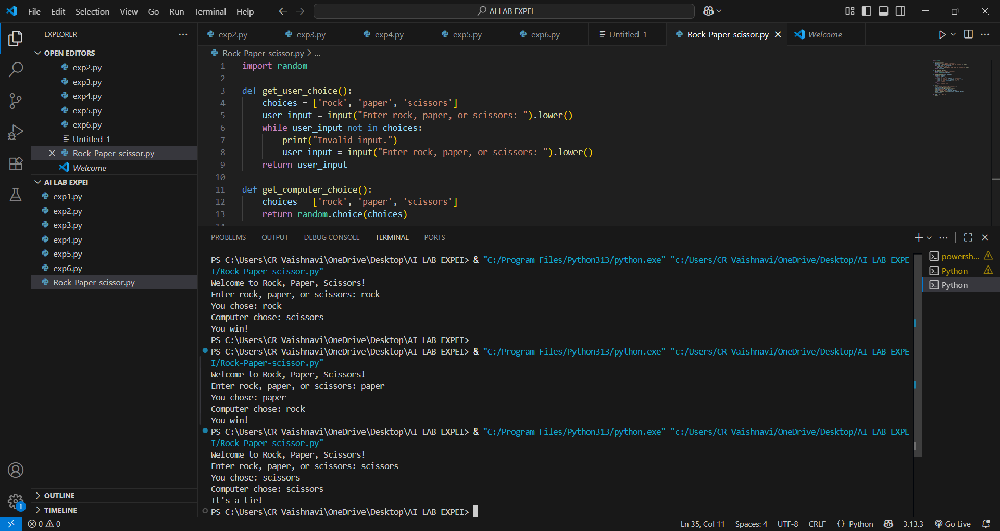 File Edit Selection View Go Run Terminal Help
AI LAB EXPEI
EXPLORER
OPEN EDITORS
exp2.py
exp3.py
exp4.py
exp5.py
exp6.py
Untitled-1
Rock-Paper-scissor.py
Welcome
AI LAB EXPEI
exp1.py
exp2.py
exp3.py
exp4.py
exp5.py
exp6.py
Rock-Paper-scissor.py
OUTLINE
TIMELINE
exp2.py exp3.py exp4.py exp5.py exp6.py Untitled-1 Rock-Paper-scissor.py Welcome
Rock-Paper-scissor.py > ...
1 import random
2
3 def get_user_choice():
4     choices = ['rock', 'paper', 'scissors']
5     user_input = input("Enter rock, paper, or scissors: ").lower()
6     while user_input not in choices:
7         print("Invalid input.")
8         user_input = input("Enter rock, paper, or scissors: ").lower()
9     return user_input
10
11 def get_computer_choice():
12     choices = ['rock', 'paper', 'scissors']
13     return random.choice(choices)
14
PROBLEMS OUTPUT DEBUG CONSOLE TERMINAL PORTS
PS C:\Users\CR Vaishnavi\OneDrive\Desktop\AI LAB EXPEI> & "C:/Program Files/Python313/python.exe" "c:/Users/CR Vaishnavi/OneDrive/Desktop/AI LAB EXPE
I/Rock-Paper-scissor.py"
Welcome to Rock, Paper, Scissors!
Enter rock, paper, or scissors: rock
You chose: rock
Computer chose: scissors
You win!
PS C:\Users\CR Vaishnavi\OneDrive\Desktop\AI LAB EXPEI>
PS C:\Users\CR Vaishnavi\OneDrive\Desktop\AI LAB EXPEI> & "C:/Program Files/Python313/python.exe" "c:/Users/CR Vaishnavi/OneDrive/Desktop/AI LAB EXPE
I/Rock-Paper-scissor.py"
Welcome to Rock, Paper, Scissors!
Enter rock, paper, or scissors: paper
You chose: paper
Computer chose: rock
You win!
PS C:\Users\CR Vaishnavi\OneDrive\Desktop\AI LAB EXPEI> & "C:/Program Files/Python313/python.exe" "c:/Users/CR Vaishnavi/OneDrive/Desktop/AI LAB EXPE
I/Rock-Paper-scissor.py"
Welcome to Rock, Paper, Scissors!
Enter rock, paper, or scissors: scissors
You chose: scissors
Computer chose: scissors
It's a tie!
PS C:\Users\CR Vaishnavi\OneDrive\Desktop\AI LAB EXPEI>
powersh...
Python
Python
1
0 0
Ln 35, Col 11 Spaces: 4 UTF-8 CRLF {} Python 3.13.3 Go Live